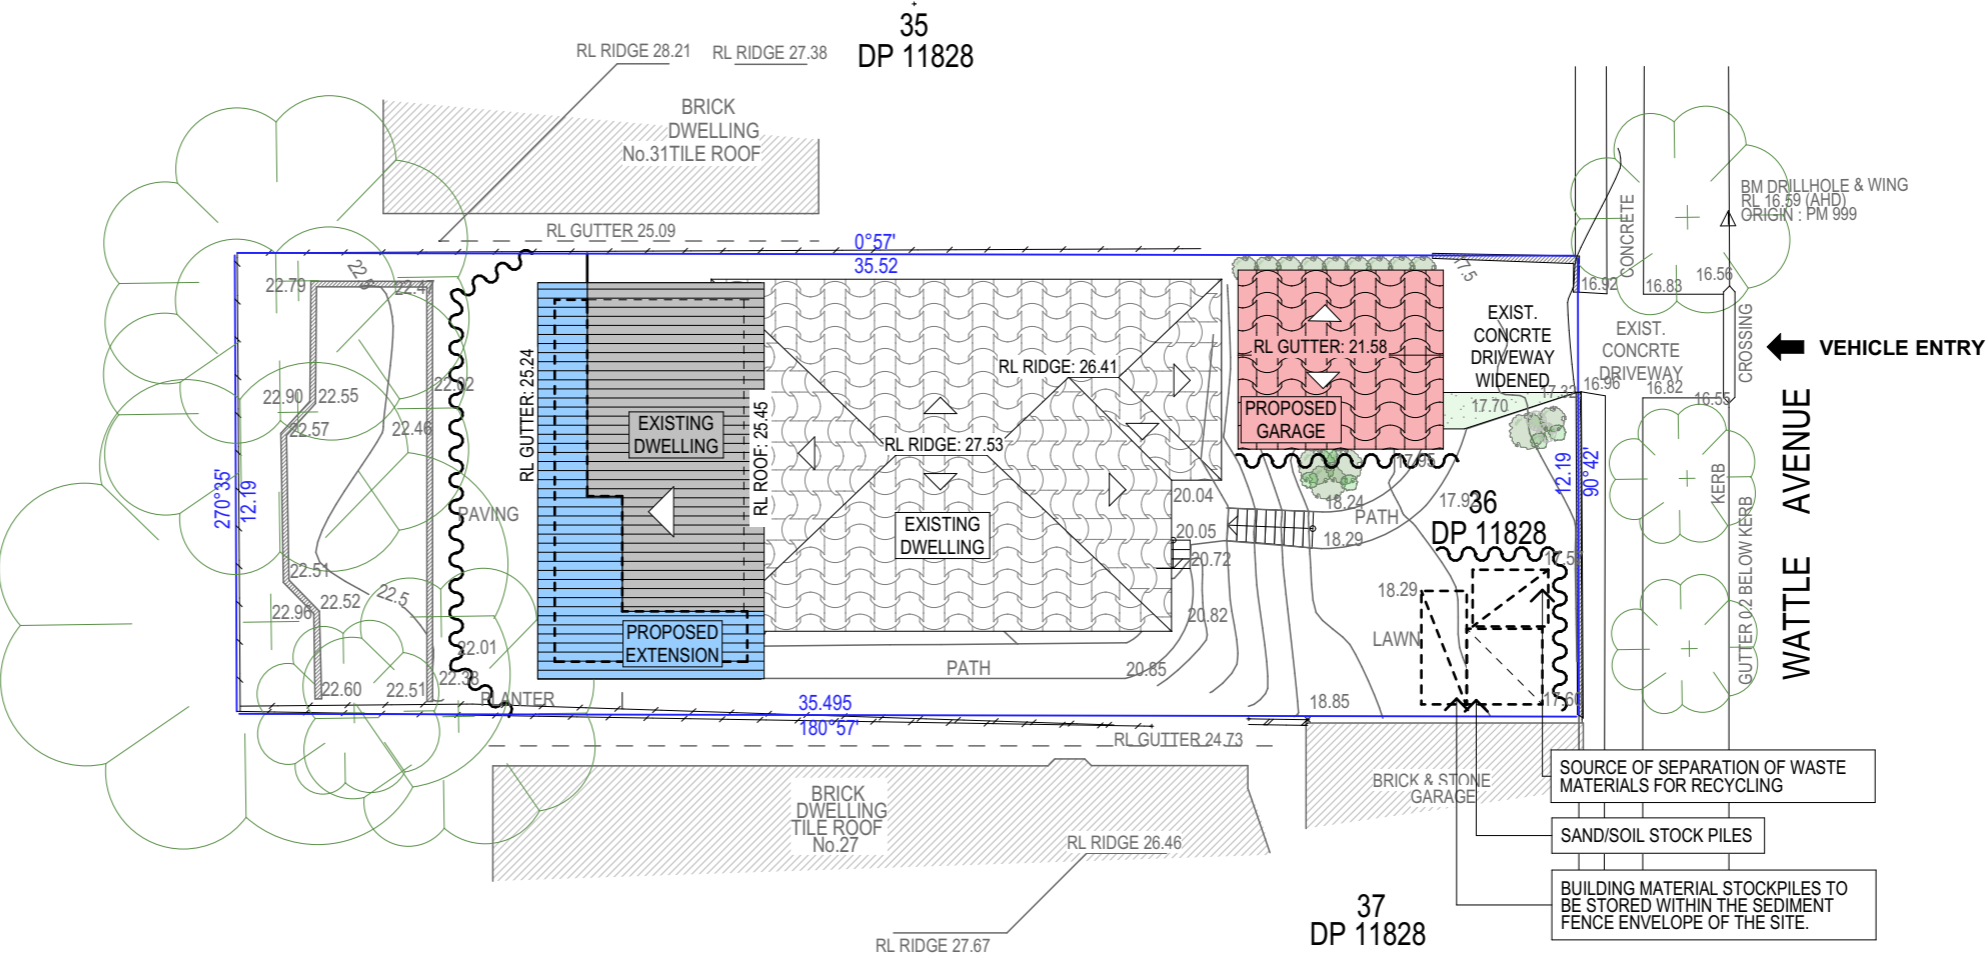 35
DP 11828
RL RIDGE 28.21
RL RIDGE 27.38
BRICK
DWELLING
No.31TILE ROOF
RL GUTTER 25.09
0°57'
35.52
BM DRILLHOLE & WING
RL 16.59 (AHD)
ORIGIN : PM 999
CONCRETE
16.92
16.83
16.56
17.5
22.79
22.5
22.47
EXIST.
CONCRTE
DRIVEWAY
WIDENED
EXIST.
CONCRTE
DRIVEWAY
CROSSING
VEHICLE ENTRY
RL GUTTER: 21.58
RL GUTTER: 25.24
RL RIDGE: 26.41
22.02
22.90
22.55
22.57
22.46
EXISTING
DWELLING
RL ROOF: 25.45
RL RIDGE: 27.53
PROPOSED
GARAGE
17.32
16.96
16.82
16.55
17.70
17.95
270°35'
12.19
PAVING
EXISTING
DWELLING
20.04
20.05
20.72
18.24
PATH
18.29
36
DP 11828
12.19
90°42'
KERB
GUTTER 0.2 BELOW KERB
WATTLE AVENUE
22.51
22.52
22.96
22.5
22.01
22.38
22.60
22.51
PLANTER
PROPOSED
EXTENSION
PATH
20.82
20.85
18.29
LAWN
18.85
17.60
35.495
180°57'
RL GUTTER 24.73
BRICK
DWELLING
TILE ROOF
No.27
BRICK & STONE
GARAGE
RL RIDGE 26.46
RL RIDGE 27.67
37
DP 11828
SOURCE OF SEPARATION OF WASTE
MATERIALS FOR RECYCLING
SAND/SOIL STOCK PILES
BUILDING MATERIAL STOCKPILES TO
BE STORED WITHIN THE SEDIMENT
FENCE ENVELOPE OF THE SITE.